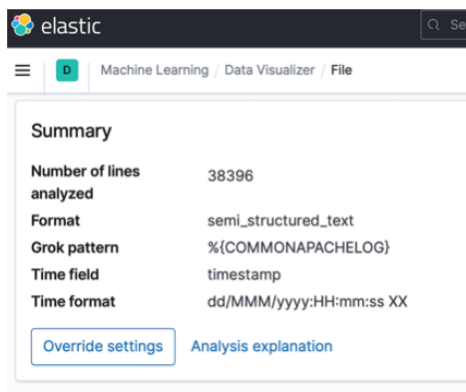 elastic
Se
D
Machine Learning / Data Visualizer / File
Summary
Number of lines analyzed 38396
Format semi_structured_text
Grok pattern %{COMMONAPACHELOG}
Time field timestamp
Time format dd/MMM/yyyy:HH:mm:ss XX
Override settings Analysis explanation